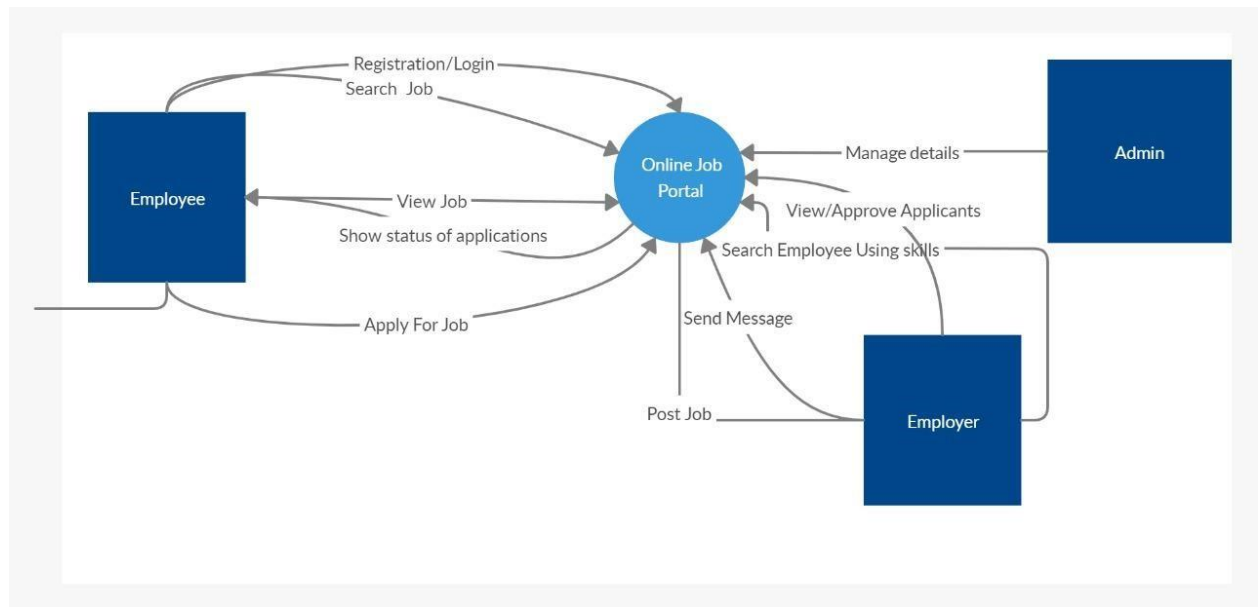 Registration/Login
Search Job
Online Job
Portal
Manage details
Admin
Employee
View Job
View/Approve Applicants
Show status of applications
Search Employee Using skills
Apply For Job
Send Message
Post Job
Employer